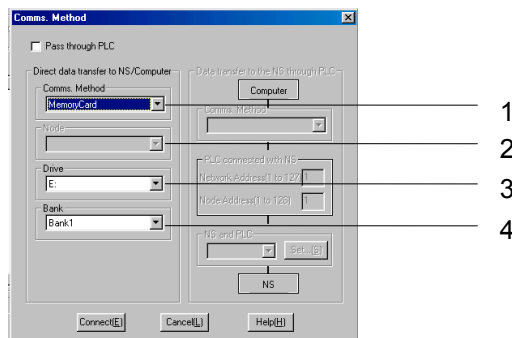 Comms. Method
Pass through PLC
Direct data transfer to NS/Computer
Comms. Method
MemoryCard
Node
Drive
E:
Bank
Bank1
Data transfer to the NS through PLC
Computer
Comms. Method
PLC connected with NS
Network Address(1 to 127) 1
Node Address(1 to 126) 1
NS and PLC
Set...(S)
NS
Connect(E) Cancel(L) Help(H)
1
2
3
4